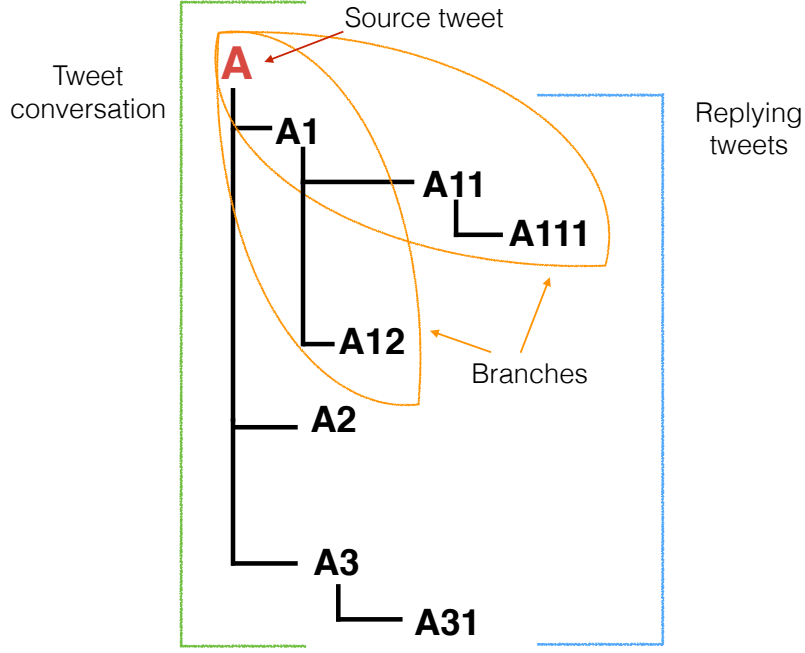 Source tweet
A
Tweet
conversation
Replying
tweets
A1
A11
A111
A12
Branches
A2
A3
A31